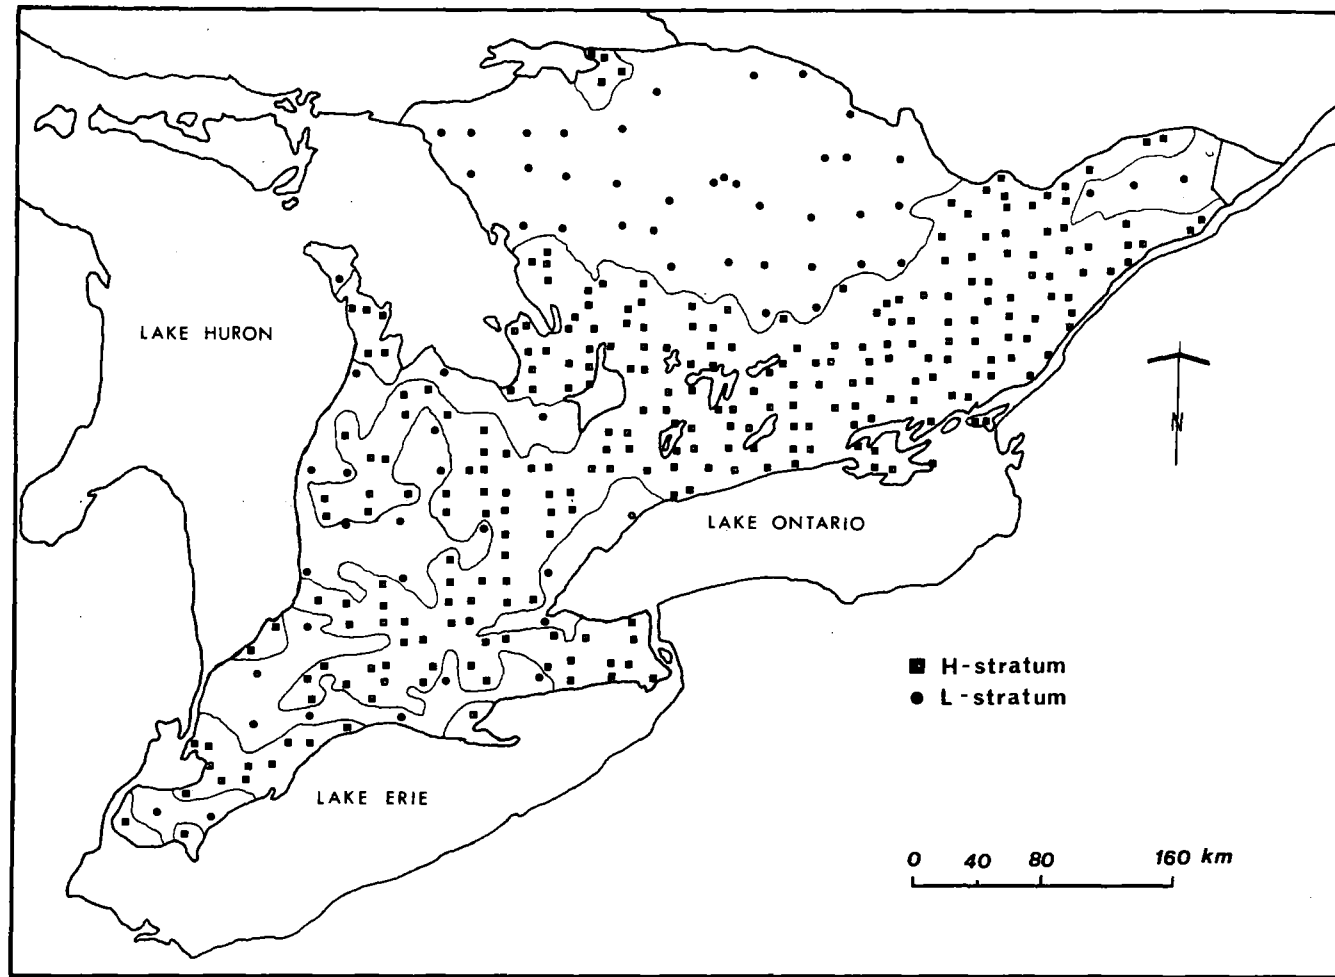 LAKE HURON
N
LAKE ONTARIO
H-stratum
L-stratum
LAKE ERIE
0 40 80 160 km